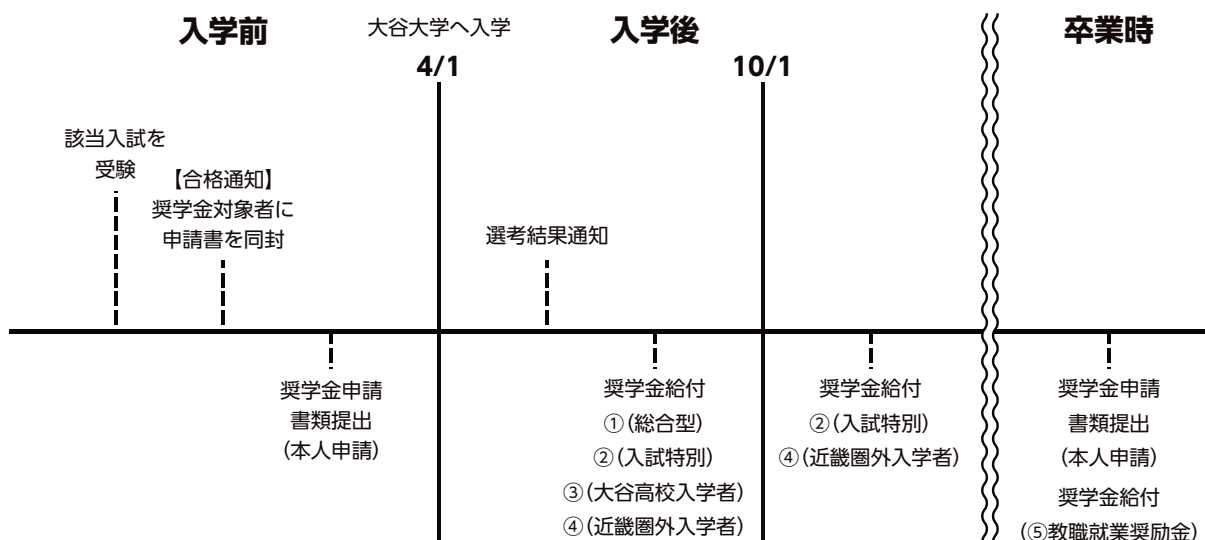 入学前
大谷大学へ入学
入学後
卒業時
4/1
10/1
該当入試を
受験
【合格通知】
奨学金対象者に
申請書を同封
選考結果通知
奨学金申請
書類提出
(本人申請)
奨学金給付
①(総合型)
②(入試特別)
③(大谷高校入学者)
④(近畿圏外入学者)
奨学金給付
②(入試特別)
④(近畿圏外入学者)
奨学金申請
書類提出
(本人申請)
奨学金給付
(⑤教職就業奨励金)